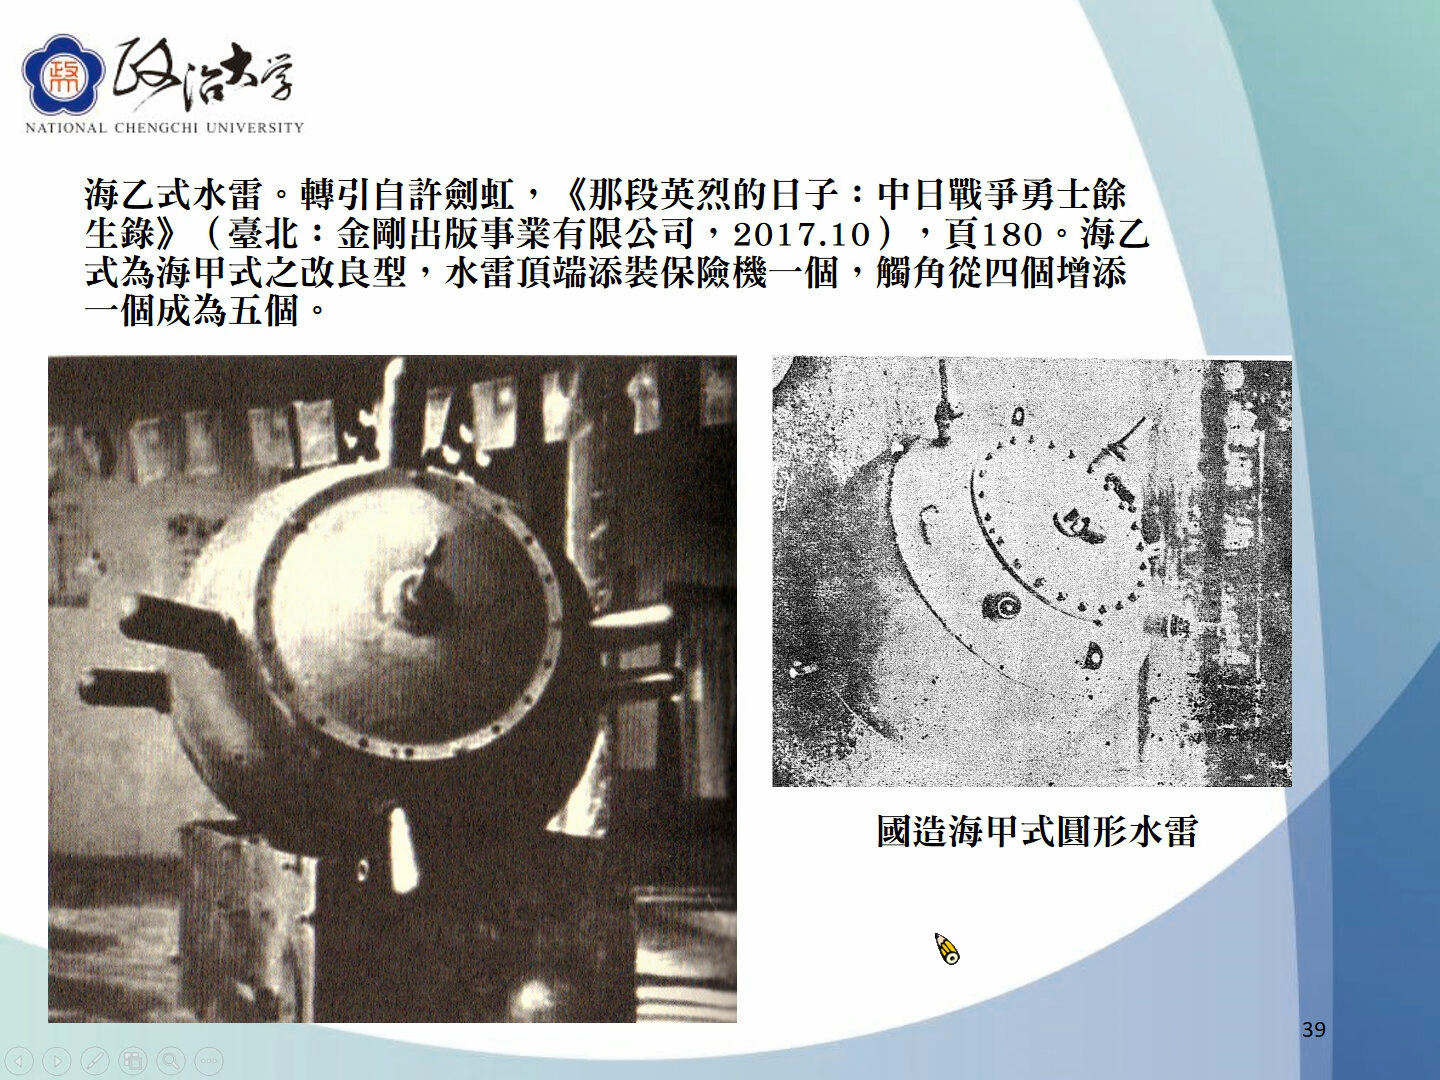 政治大学
NATIONAL CHENGCHI UNIVERSITY
海乙式水雷。轉引自許劍虹，《那段英烈的日子：中日戰爭勇士餘
生錄》（臺北：金剛出版事業有限公司，2017.10），頁180。海乙
式為海甲式之改良型，水雷頂端添裝保險機一個，觸角從四個增添
一個成為五個。
國造海甲式圓形水雷
39